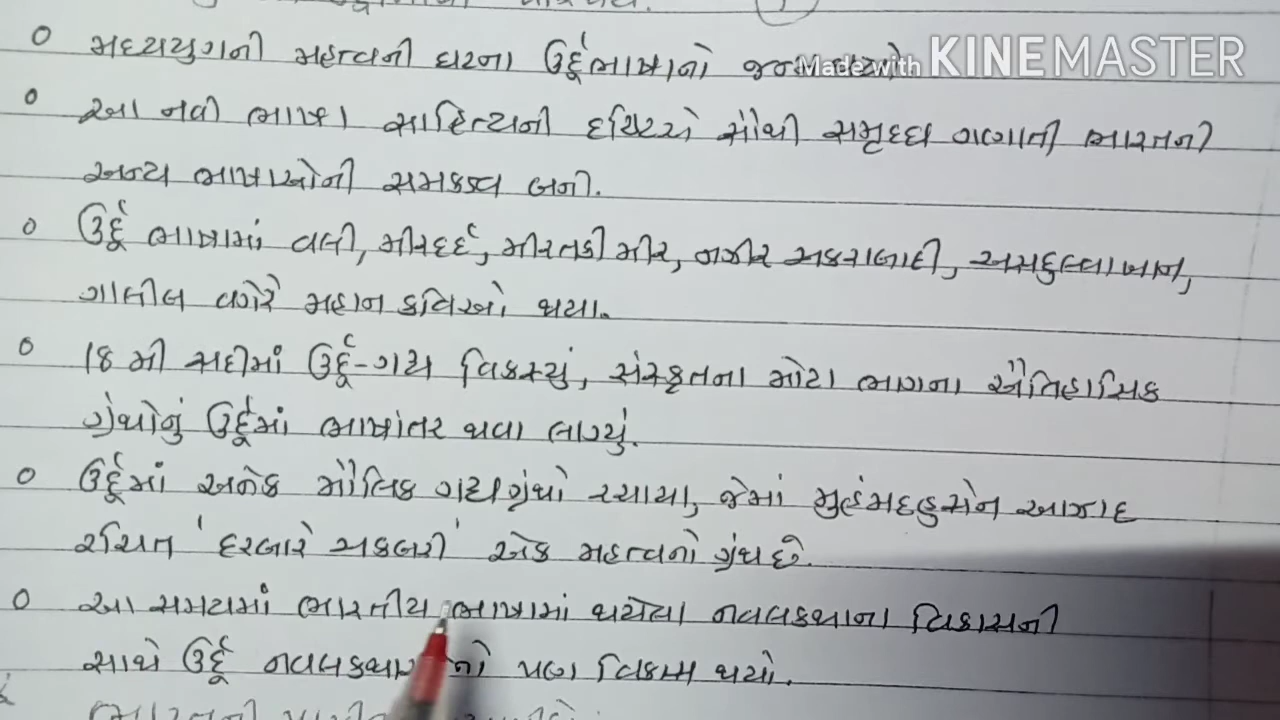 ○ મધ્યયુગની મહત્વની ઘટના ઉર્દૂભાષાનો જન્મ
Made with KINEMASTER
○ આ નવી ભાષા સાહિત્યની દ્રષ્ટિએ સૌથી સમૃદ્ધ ગણાતી ભારતની
અન્ય ભાષાઓની સમકક્ષ બની.
○ ઉર્દૂ ભાષામાં વલી, મીરદર્દ, મીરતકી મીર, નઝીર અકબરાબાદી, અસદુલ્લાખાન,
ગાલીબ વગેરે મહાન કવિઓ થયા.
○ 18 મી સદીમાં ઉર્દૂ-ગદ્ય વિકસ્યું, સંસ્કૃતના મોટા ભાગના ઐતિહાસિક
ગ્રંથોનું ઉર્દૂમાં ભાષાંતર થવા લાગ્યું.
○ ઉર્દૂમાં અનેક મૌલિક ગદ્યગ્રંથો રચાયા, જેમાં મુહંમદહુસેન આઝાદ
રચિત 'દરબારે અકબરી' એક મહત્વનો ગ્રંથ છે.
○ આ સમયમાં ભારતીય ભાષામાં થયેલા નવલકથાના વિકાસની
સાથે ઉર્દૂ પણ વિકાસ થયો.